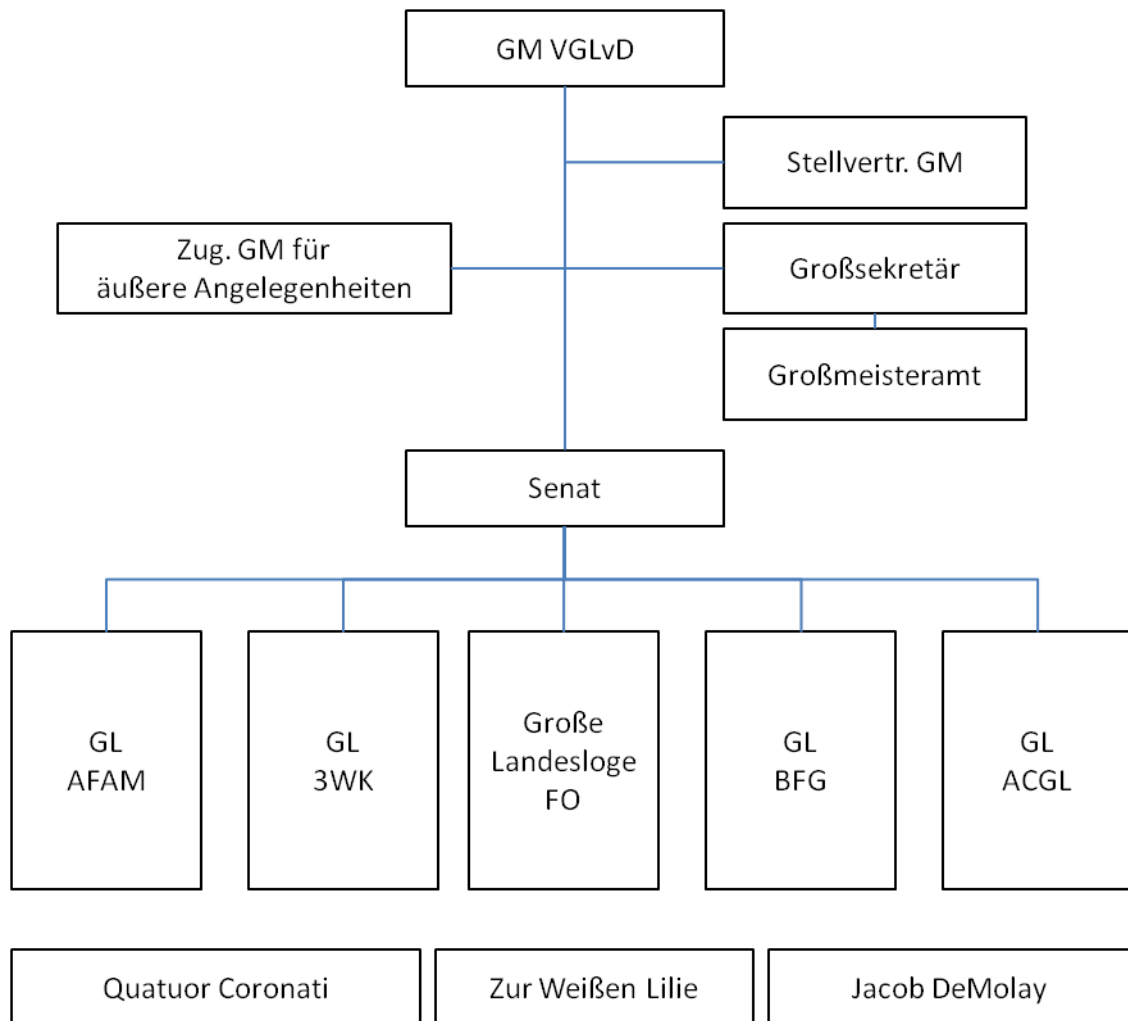 GM VGLvD
Stellvertr. GM
Zug. GM für
äußere Angelegenheiten
Großsekretär
Großmeisteramt
Senat
GL
AFAM
GL
3WK
Große
Landesloge
FO
GL
BFG
GL
ACGL
Quatuor Coronati
Zur Weißen Lilie
Jacob DeMolay